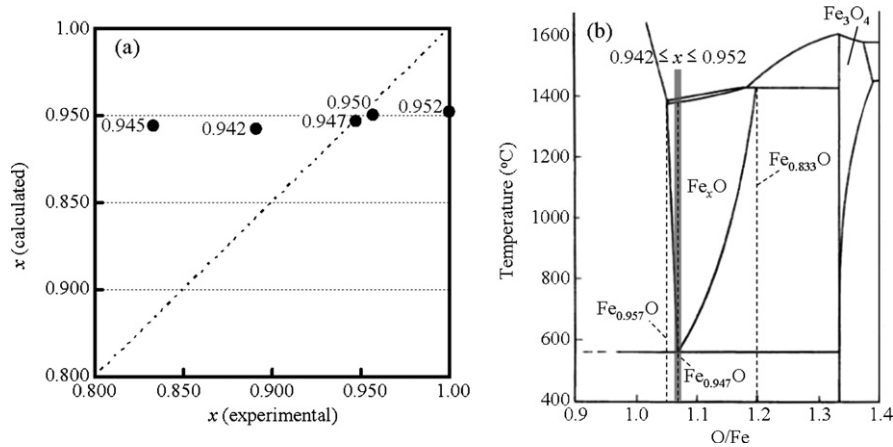 (a)
1.00
0.950
0.850
0.900
0.800
x (calculated)
0.945
0.942
0.947
0.950
0.952
0.800
0.850
0.900
0.950
1.00
x (experimental)
(b)
Fe₃O₄
0.942 ≤ x ≤ 0.952
1600
1400
1200
1000
800
600
400
Temperature (°C)
FeₓO
Fe₀.₈₃₃O
Fe₀.₉₅₇O
Fe₀.₉₄₇O
0.9
1.0
1.1
1.2
1.3
1.4
O/Fe